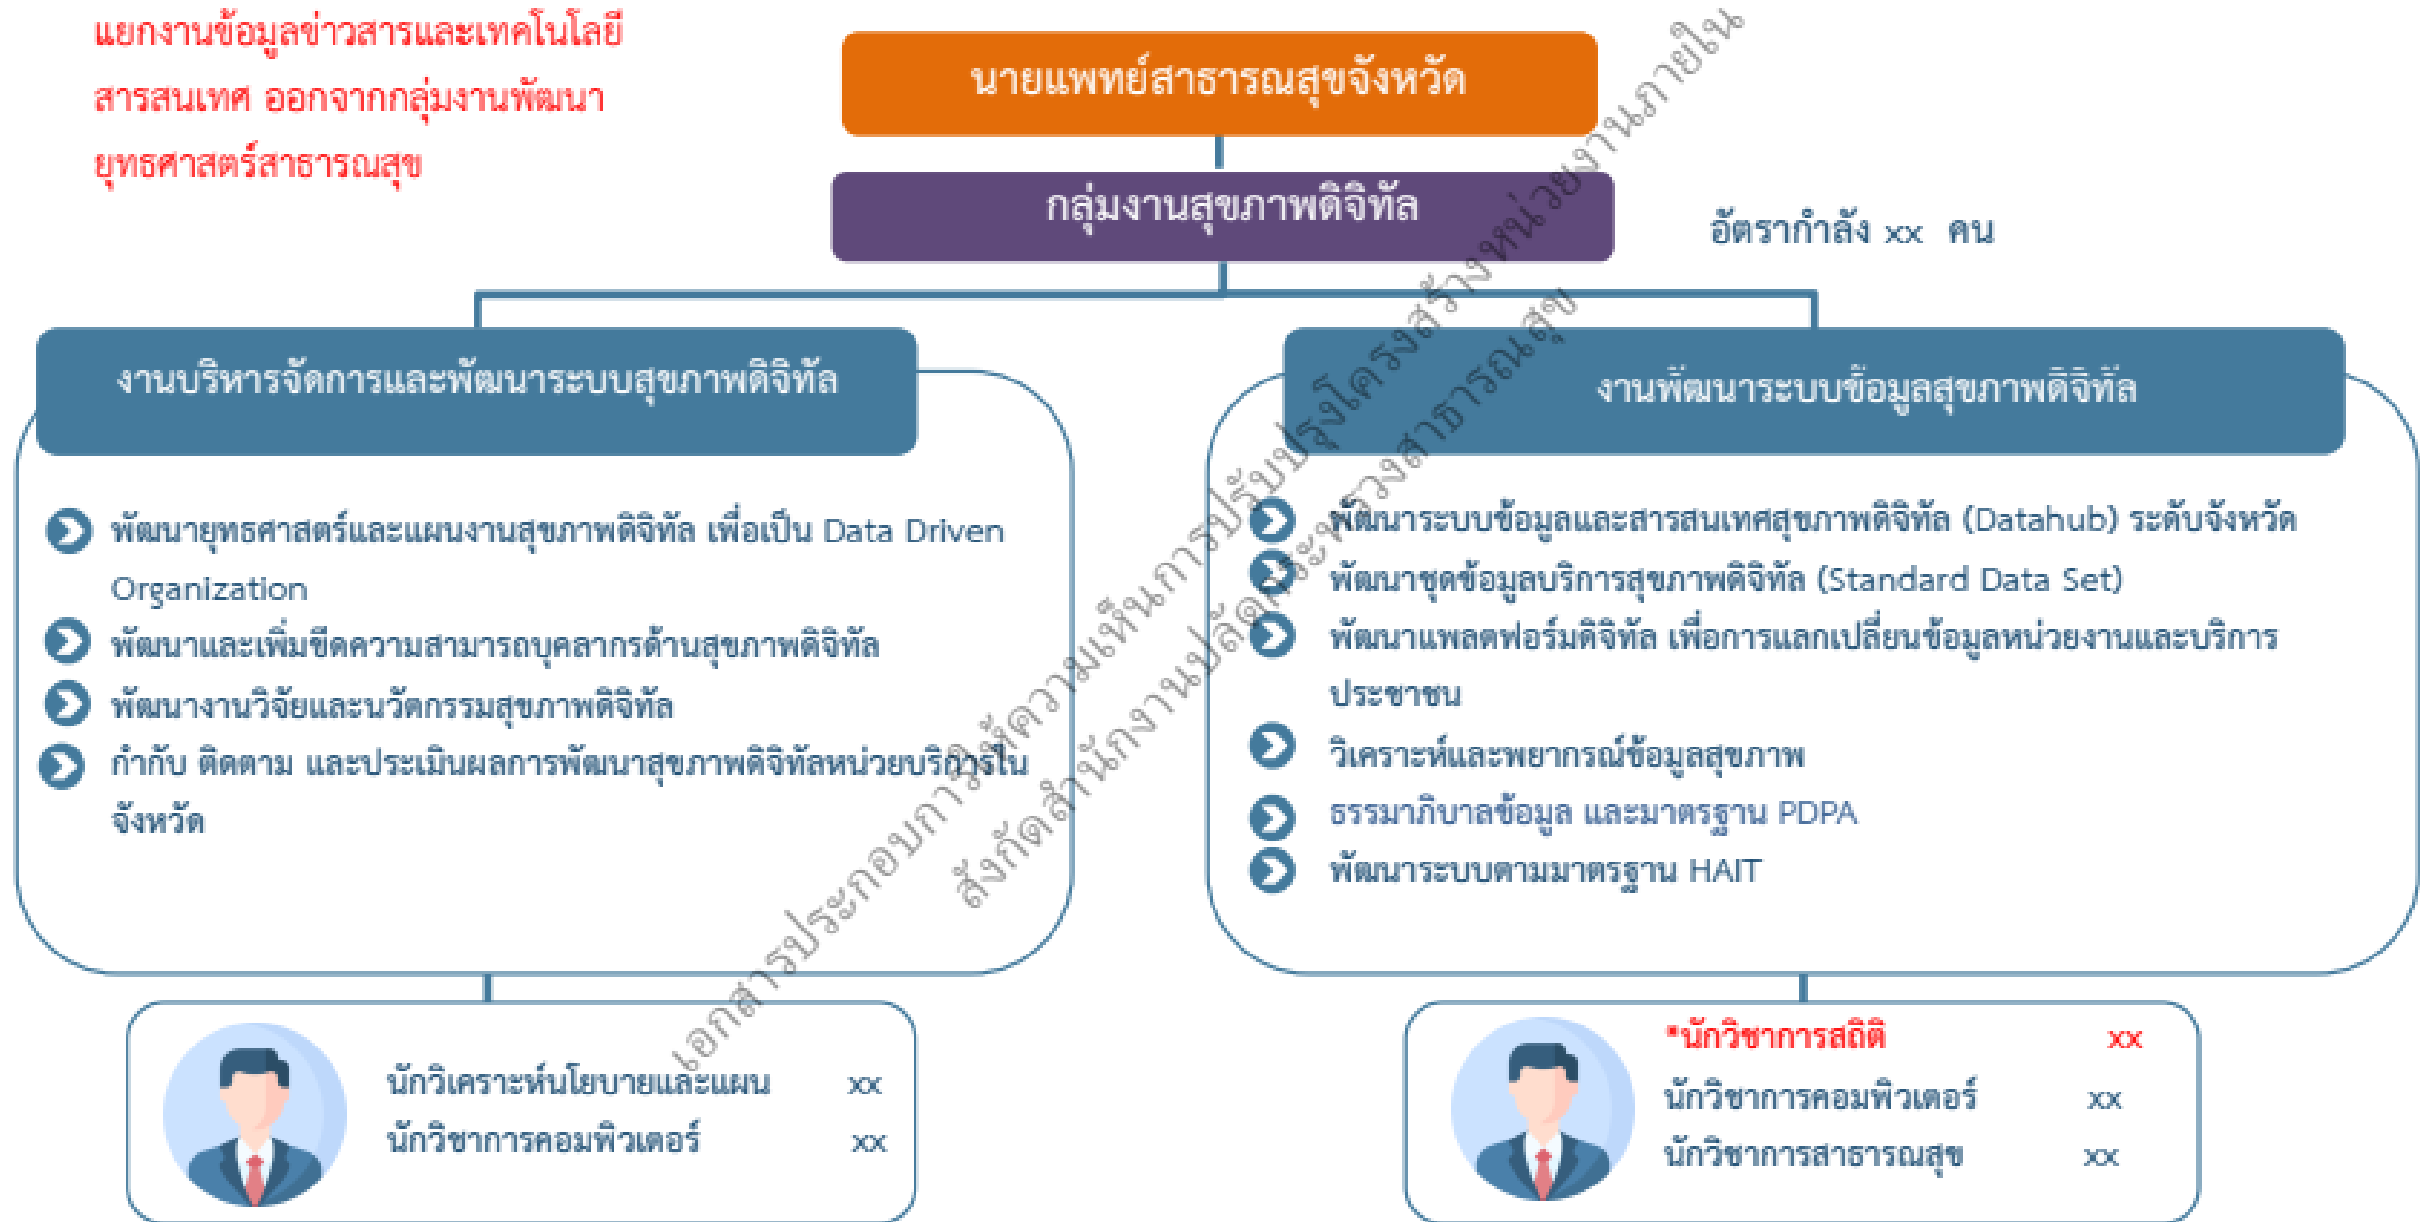 แยกงานข้อมูลข่าวสารและเทคโนโลยี
สารสนเทศ ออกจากกลุ่มงานพัฒนา
ยุทธศาสตร์สาธารณสุข
นายแพทย์สาธารณสุขจังหวัด
กลุ่มงานสุขภาพดิจิทัล
อัตรากำลัง xx คน
งานบริหารจัดการและพัฒนาระบบสุขภาพดิจิทัล
พัฒนายุทธศาสตร์และแผนงานสุขภาพดิจิทัล เพื่อเป็น Data Driven
Organization
พัฒนาและเพิ่มขีดความสามารถบุคลากรด้านสุขภาพดิจิทัล
พัฒนางานวิจัยและนวัตกรรมสุขภาพดิจิทัล
กำกับ ติดตาม และประเมินผลการพัฒนาสุขภาพดิจิทัลหน่วยบริการใน
จังหวัด
นักวิเคราะห์นโยบายและแผน xx
นักวิชาการคอมพิวเตอร์ xx
งานพัฒนาระบบข้อมูลสุขภาพดิจิทัล
พัฒนาระบบข้อมูลและสารสนเทศสุขภาพดิจิทัล (Datahub) ระดับจังหวัด
พัฒนาชุดข้อมูลบริการสุขภาพดิจิทัล (Standard Data Set)
พัฒนาแพลตฟอร์มดิจิทัล เพื่อการแลกเปลี่ยนข้อมูลหน่วยงานและบริการ
ประชาชน
วิเคราะห์และพยากรณ์ข้อมูลสุขภาพ
ธรรมาภิบาลข้อมูล และมาตรฐาน PDPA
พัฒนาระบบตามมาตรฐาน HAIT
*นักวิชาการสถิติ xx
นักวิชาการคอมพิวเตอร์ xx
นักวิชาการสาธารณสุข xx
เอกสารประกอบการให้ความเห็นการปรับปรุงโครงสร้างหน่วยงานภายใน
สังกัดสำนักงานปลัดกระทรวงสาธารณสุข